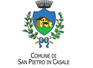 COMUNE DI
SAN PIETRO IN CASALE